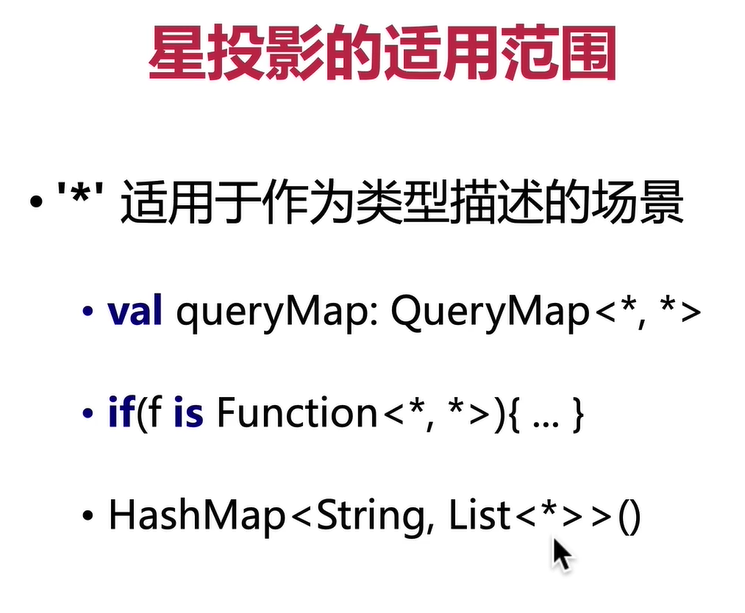 星投影的适用范围
• '*' 适用于作为类型描述的场景
• val queryMap: QueryMap<*, *>
• if(f is Function<*, *>){ ... }
• HashMap<String, List<*>>()